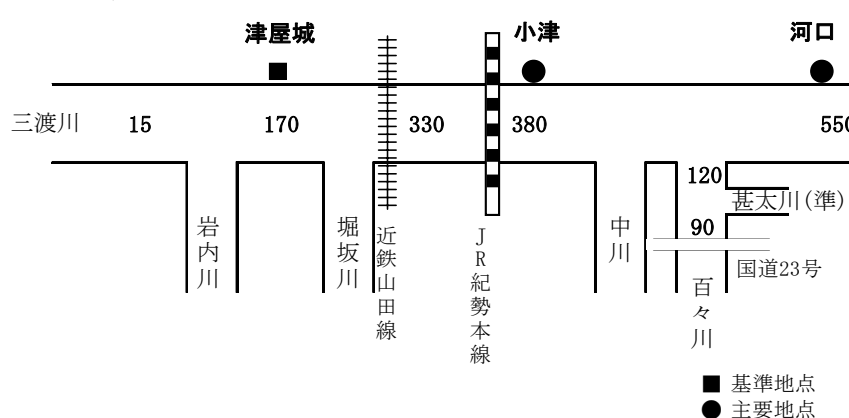 津屋城
小津
河口
三渡川
15
170
330
380
550
120
甚太川(準)
90
国道23号
岩内川
堀坂川
近鉄山田線
JR紀勢本線
中川
百々川
■ 基準地点
● 主要地点